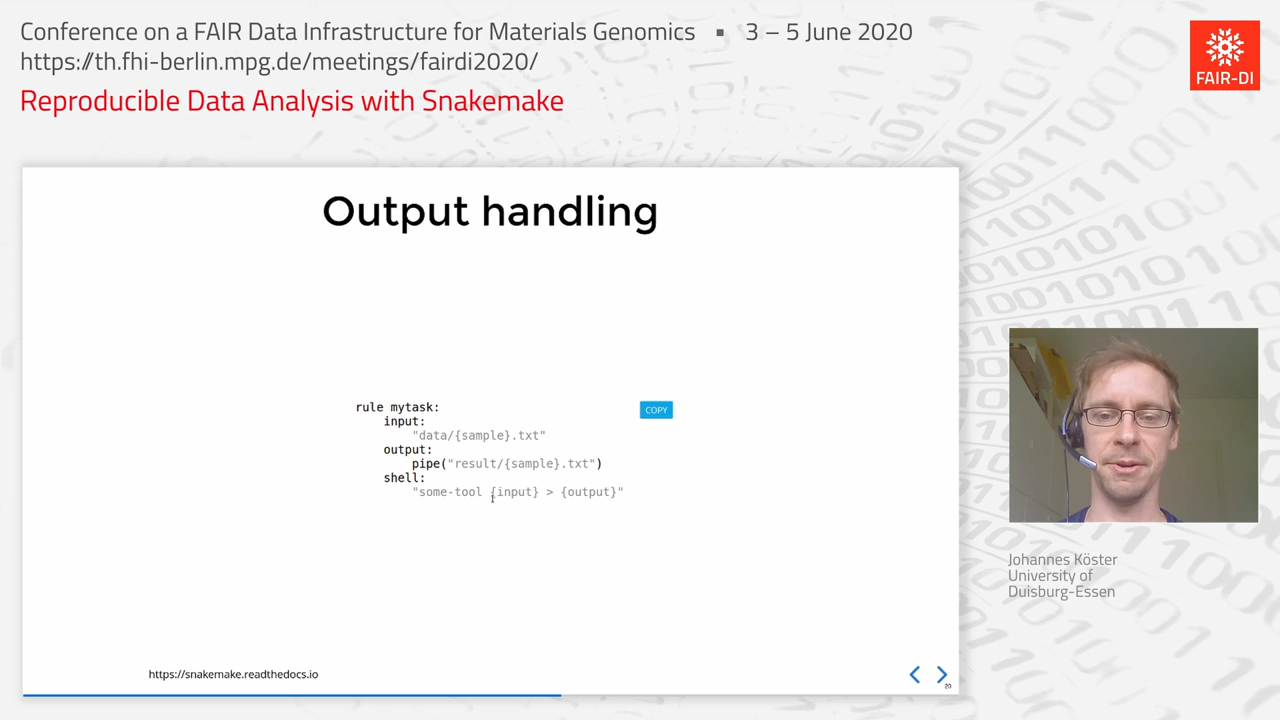 Conference on a FAIR Data Infrastructure for Materials Genomics ▪ 3 – 5 June 2020
https://th.fhi-berlin.mpg.de/meetings/fairdi2020/
Reproducible Data Analysis with Snakemake
FAIR-DI
Output handling
rule mytask:
COPY
input:
"data/{sample}.txt"
output:
pipe("result/{sample}.txt")
shell:
"some-tool {input} > {output}"
Johannes Köster
University of
Duisburg-Essen
https://snakemake.readthedocs.io
20